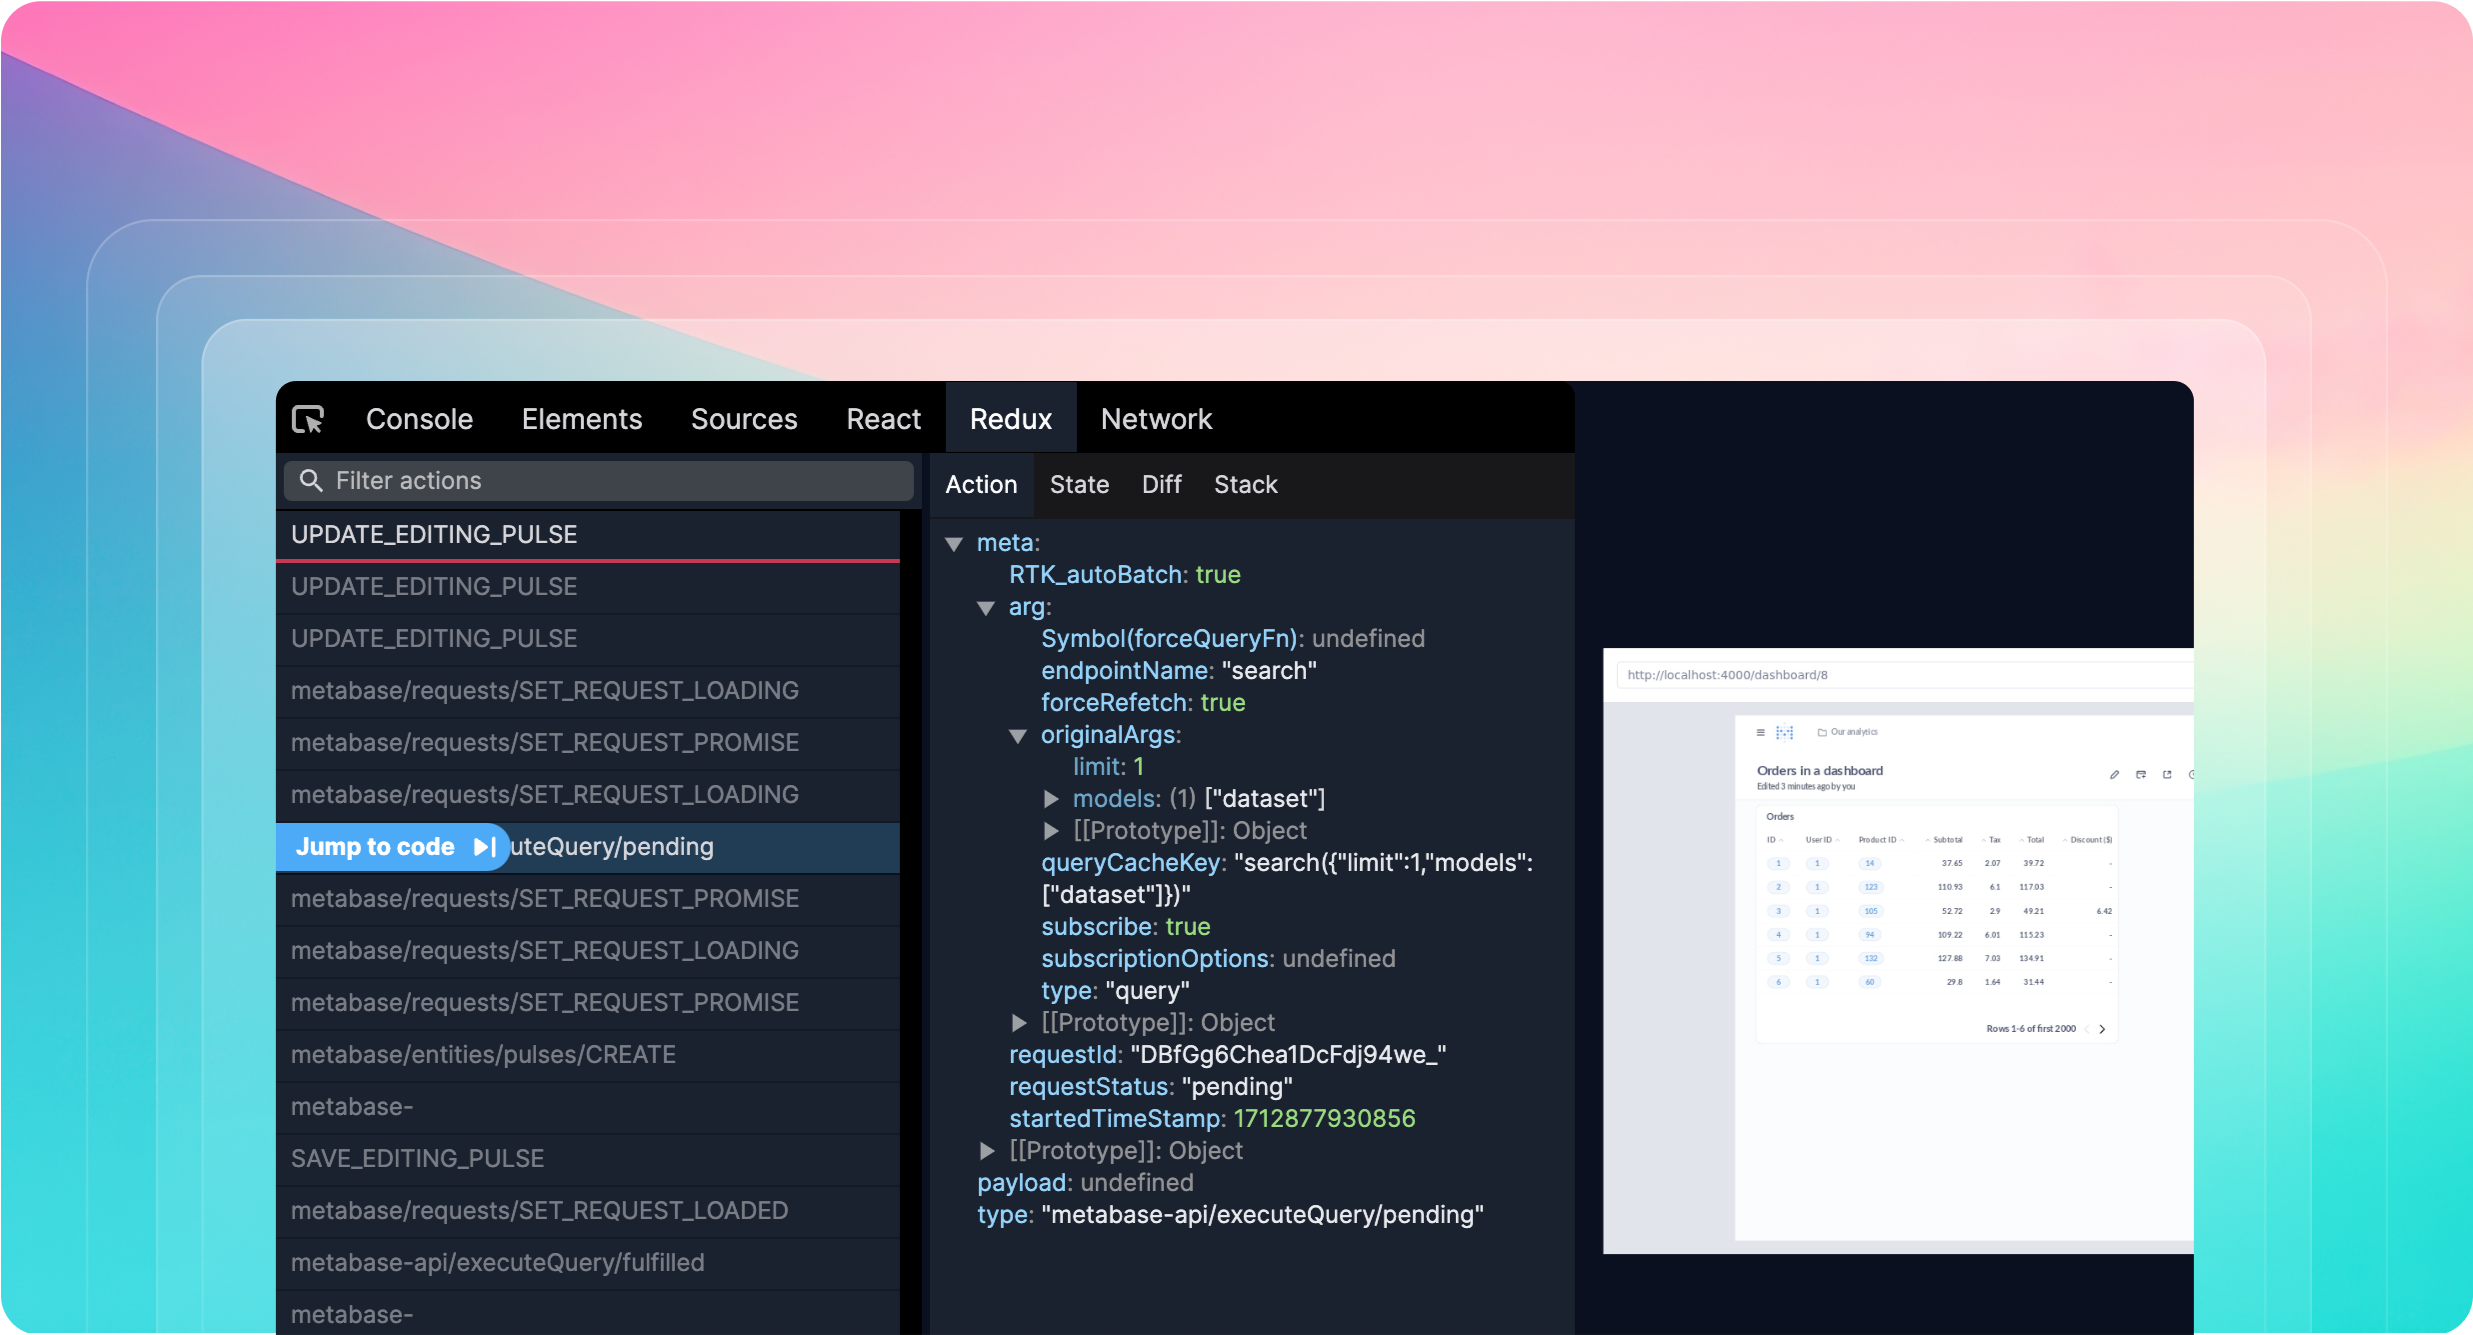 Console Elements Sources React Redux Network
Filter actions
UPDATE_EDITING_PULSE
UPDATE_EDITING_PULSE
UPDATE_EDITING_PULSE
metabase/requests/SET_REQUEST_LOADING
metabase/requests/SET_REQUEST_PROMISE
metabase/requests/SET_REQUEST_LOADING
Jump to code uteQuery/pending
metabase/requests/SET_REQUEST_PROMISE
metabase/requests/SET_REQUEST_LOADING
metabase/requests/SET_REQUEST_PROMISE
metabase/entities/pulses/CREATE
metabase-
SAVE_EDITING_PULSE
metabase/requests/SET_REQUEST_LOADED
metabase-api/executeQuery/fulfilled
metabase-
Action State Diff Stack
meta:
RTK_autoBatch: true
arg:
Symbol(forceQueryFn): undefined
endpointName: "search"
forceRefetch: true
originalArgs:
limit: 1
models: (1) ["dataset"]
[[Prototype]]: Object
queryCacheKey: "search({"limit":1,"models":
["dataset"]})"
subscribe: true
subscriptionOptions: undefined
type: "query"
[[Prototype]]: Object
requestId: "DBfGg6Chea1DcFdj94we_"
requestStatus: "pending"
startedTimeStamp: 1712877930856
[[Prototype]]: Object
payload: undefined
type: "metabase-api/executeQuery/pending"
http://localhost:4000/dashboard/8
Our analytics
Orders in a dashboard
Edited 3 minutes ago by you
Orders
ID User ID Product ID Subtotal Tax Total Discount ($)
1 1 14 37.65 2.07 39.72 -
2 1 123 110.93 6.1 117.03 -
3 1 105 52.72 2.9 49.21 6.42
4 1 94 109.22 6.01 115.23 -
5 1 132 127.88 7.03 134.91 -
6 1 60 29.8 1.64 31.44 -
Rows 1-6 of first 2000